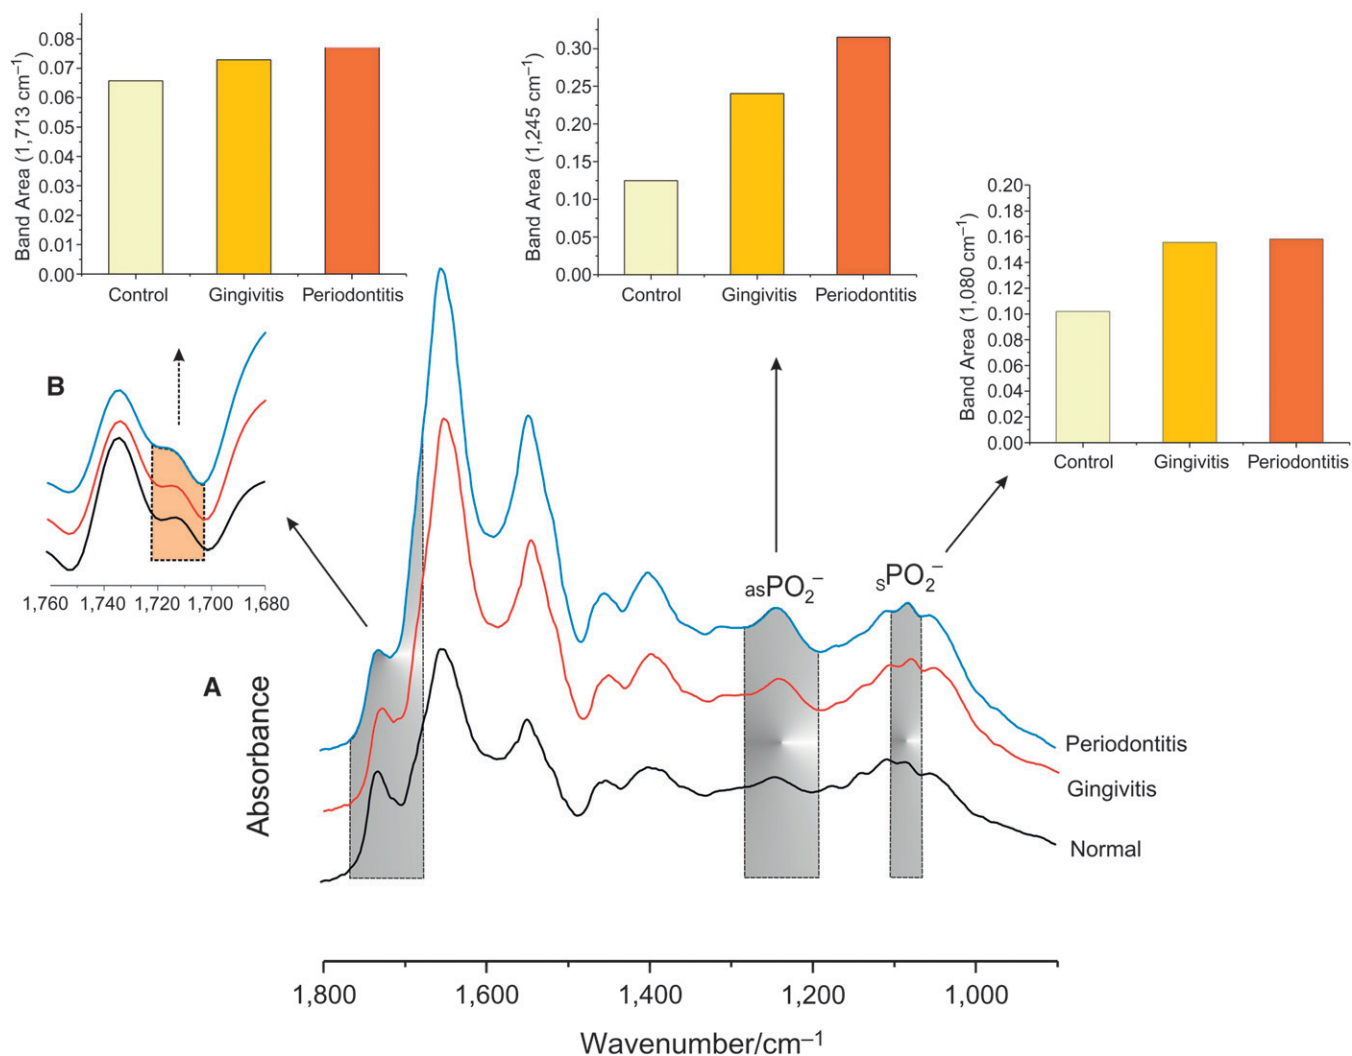 Band Area (1,713 cm⁻¹)
0.08
0.07
0.06
0.05
0.04
0.03
0.02
0.01
0.00
Control Gingivitis Periodontitis
Band Area (1,245 cm⁻¹)
0.30
0.25
0.20
0.15
0.10
0.05
0.00
Control Gingivitis Periodontitis
Band Area (1,080 cm⁻¹)
0.20
0.18
0.16
0.14
0.12
0.10
0.08
0.06
0.04
0.02
0.00
Control Gingivitis Periodontitis
B
1,760 1,740 1,720 1,700 1,680
asPO₂⁻
sPO₂⁻
A
Absorbance
Periodontitis
Gingivitis
Normal
1,800 1,600 1,400 1,200 1,000
Wavenumber/cm⁻¹